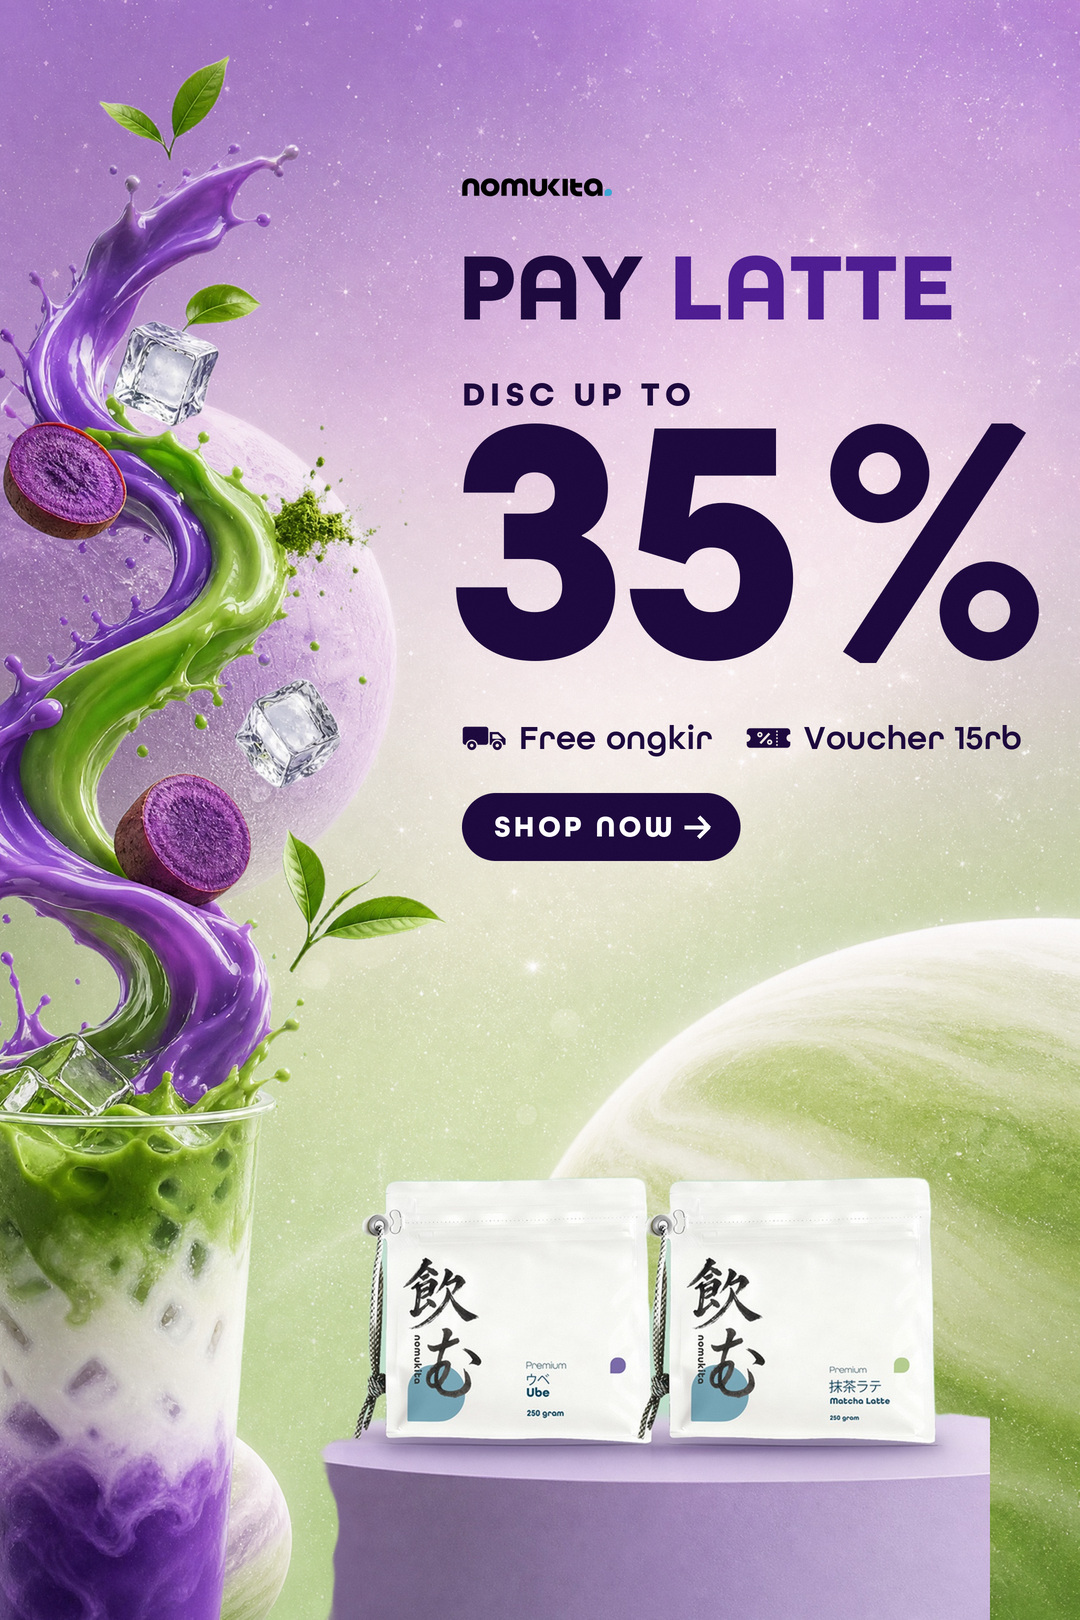 nomukita.
PAY LATTE
DISC UP TO
35%
Free ongkir
Voucher 15rb
SHOP NOW →
飲む
nomukita
Premium
ウベ
Ube
250 gram
飲む
nomukita
Premium
抹茶ラテ
Matcha Latte
250 gram